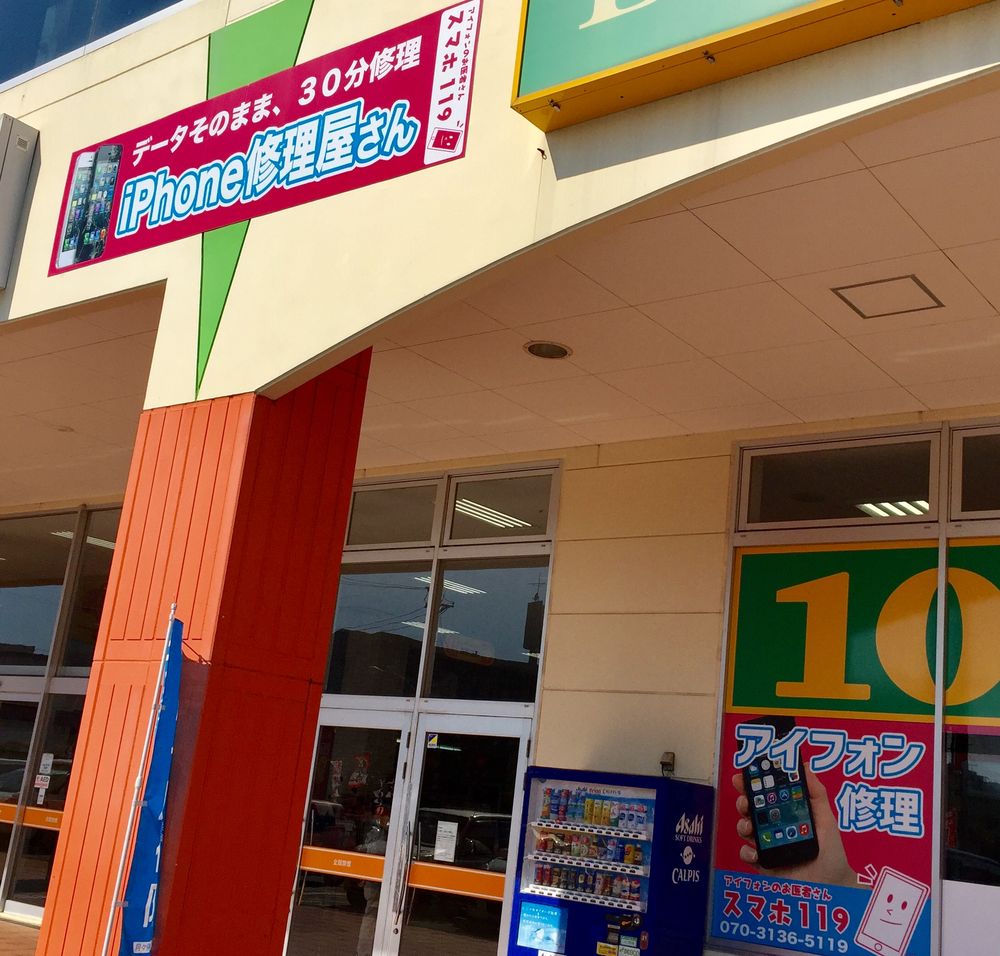 データそのまま、30分修理
iPhone修理屋さん
アイフォンのお医者さん
スマホ119
10
アイフォン
修理
アイフォンのお医者さん
スマホ119
070-3136-5119
Asahi
SOFT DRINKS
CALPIS
AED